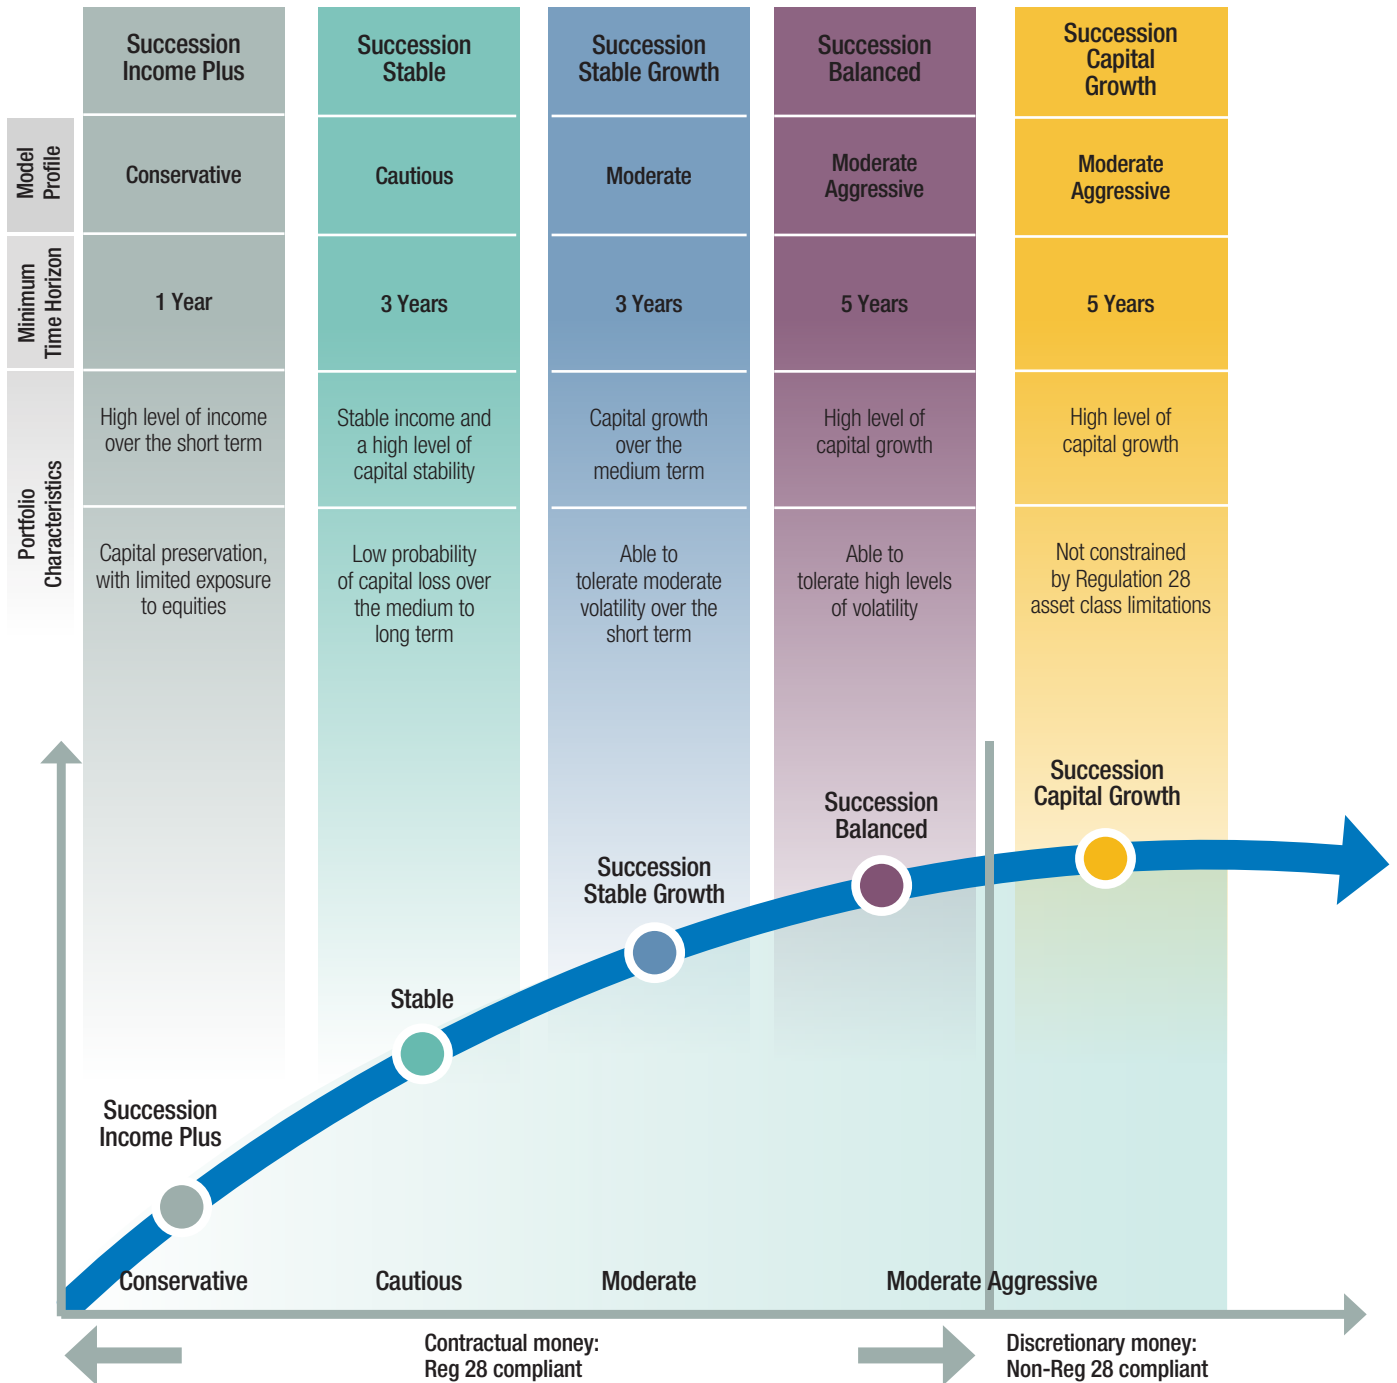 Succession
Income Plus
Succession
Stable
Succession
Stable Growth
Succession
Balanced
Succession
Capital
Growth
Model
Profile
Conservative
Cautious
Moderate
Moderate
Aggressive
Moderate
Aggressive
Minimum
Time Horizon
1 Year
3 Years
3 Years
5 Years
5 Years
Portfolio
Characteristics
High level of income
over the short term
Stable income and
a high level of
capital stability
Capital growth
over the
medium term
High level of
capital growth
High level of
capital growth
Capital preservation,
with limited exposure
to equities
Low probability
of capital loss over
the medium to
long term
Able to
tolerate moderate
volatility over the
short term
Able to
tolerate high levels
of volatility
Not constrained
by Regulation 28
asset class limitations
Succession
Income Plus
Stable
Succession
Stable Growth
Succession
Balanced
Succession
Capital Growth
Conservative
Cautious
Moderate
Moderate Aggressive
Contractual money:
Reg 28 compliant
Discretionary money:
Non-Reg 28 compliant